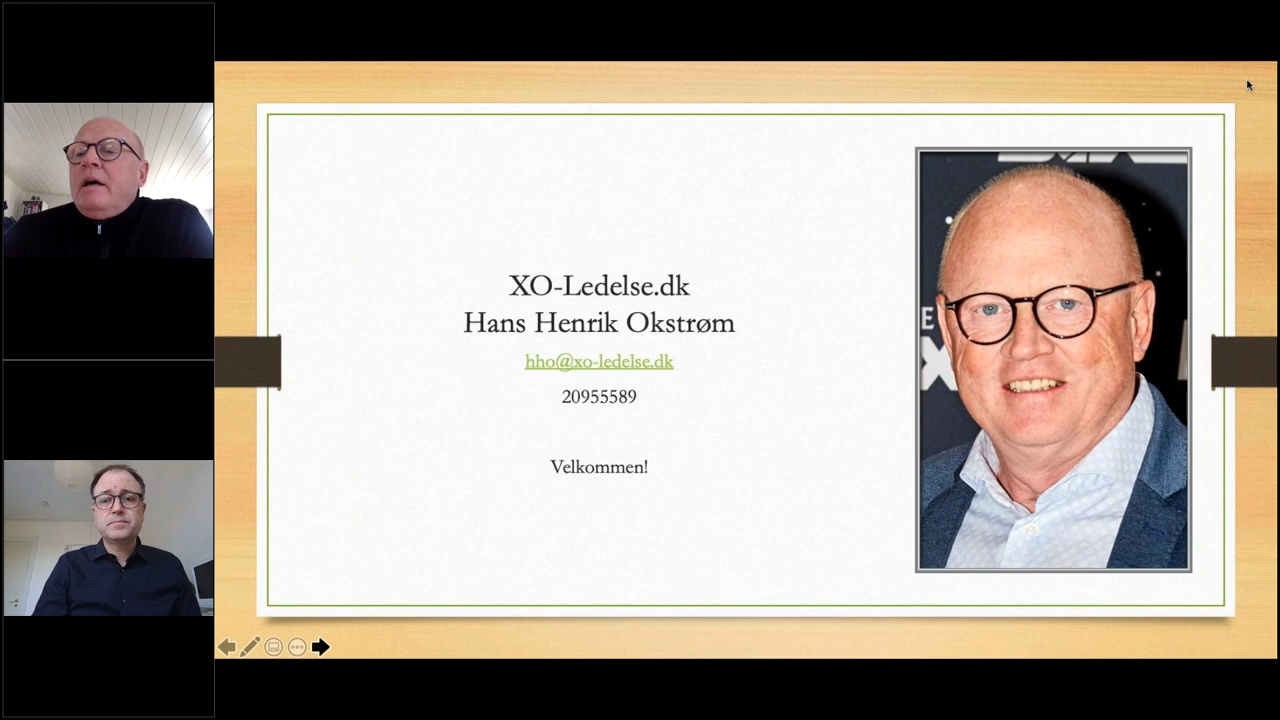 XO-Ledelse.dk
Hans Henrik Okstrøm
hho@xo-ledelse.dk
20955589
Velkommen!